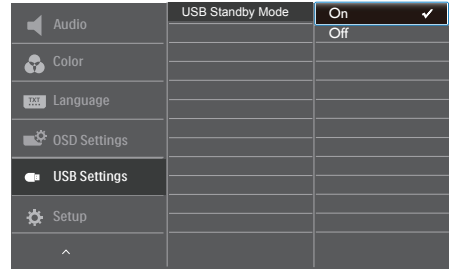 Audio
Color
TXT
Language
OSD Settings
USB Settings
Setup
USB Standby Mode
On
Off